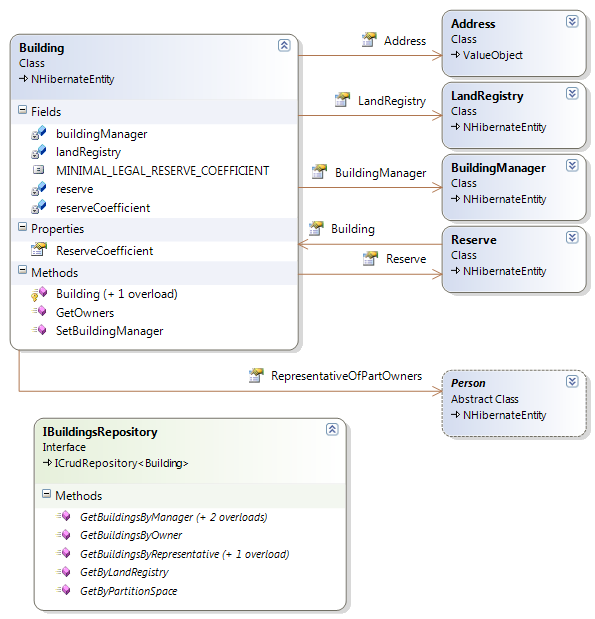 Building
Class
NHibernateEntity
Fields
buildingManager
landRegistry
MINIMAL_LEGAL_RESERVE_COEFFICIENT
reserve
reserveCoefficient
Properties
ReserveCoefficient
Methods
Building (+ 1 overload)
GetOwners
SetBuildingManager
Address
LandRegistry
BuildingManager
Building
Reserve
RepresentativeOfPartOwners
Address
Class
ValueObject
LandRegistry
Class
NHibernateEntity
BuildingManager
Class
NHibernateEntity
Reserve
Class
NHibernateEntity
Person
Abstract Class
NHibernateEntity
IBuildingsRepository
Interface
ICrudRepository<Building>
Methods
GetBuildingsByManager (+ 2 overloads)
GetBuildingsByOwner
GetBuildingsByRepresentative (+ 1 overload)
GetByLandRegistry
GetByPartitionSpace